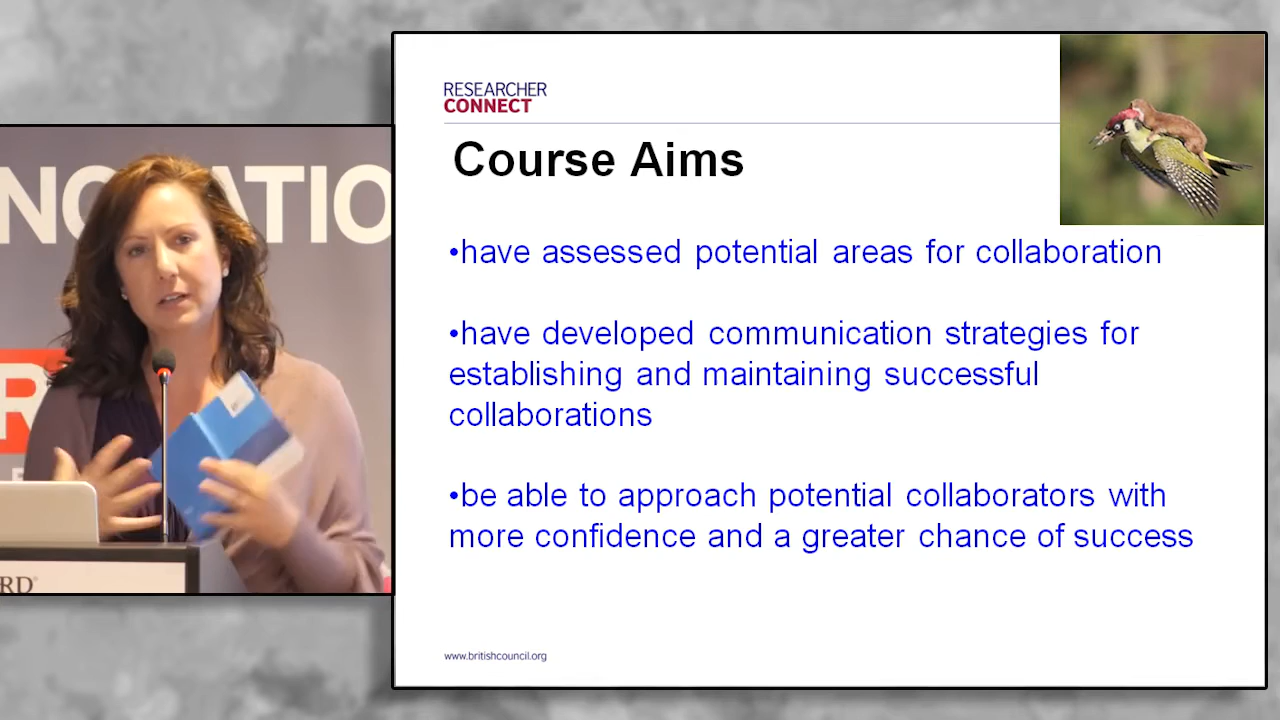 RESEARCHER
CONNECT
Course Aims
•have assessed potential areas for collaboration
•have developed communication strategies for
establishing and maintaining successful
collaborations
•be able to approach potential collaborators with
more confidence and a greater chance of success
www.britishcouncil.org